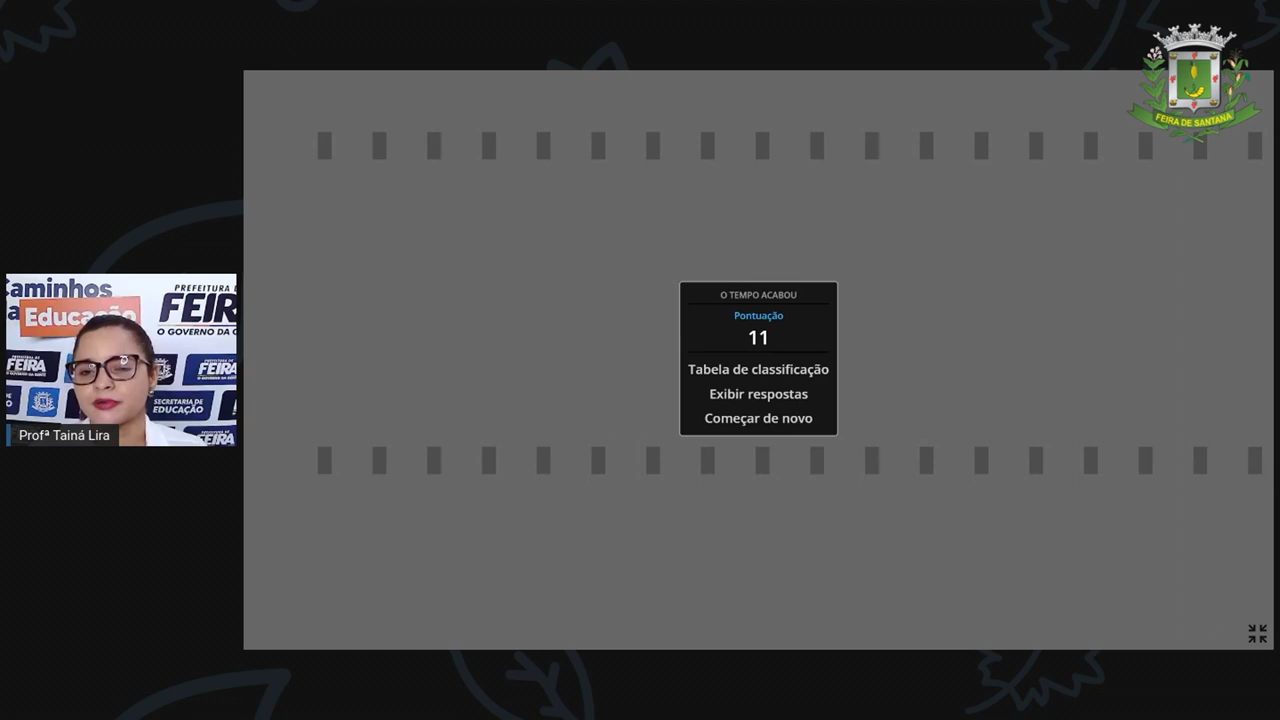 FEIRA DE SANTANA
O TEMPO ACABOU
Pontuação
11
Tabela de classificação
Exibir respostas
Começar de novo
Caminhos
Educação
PREFEITURA
FEIR
O GOVERNO DA
FEIRA
FEIRA
SECRETARIA DE
EDUCAÇÃO
FEIRA
Profª Tainá Lira